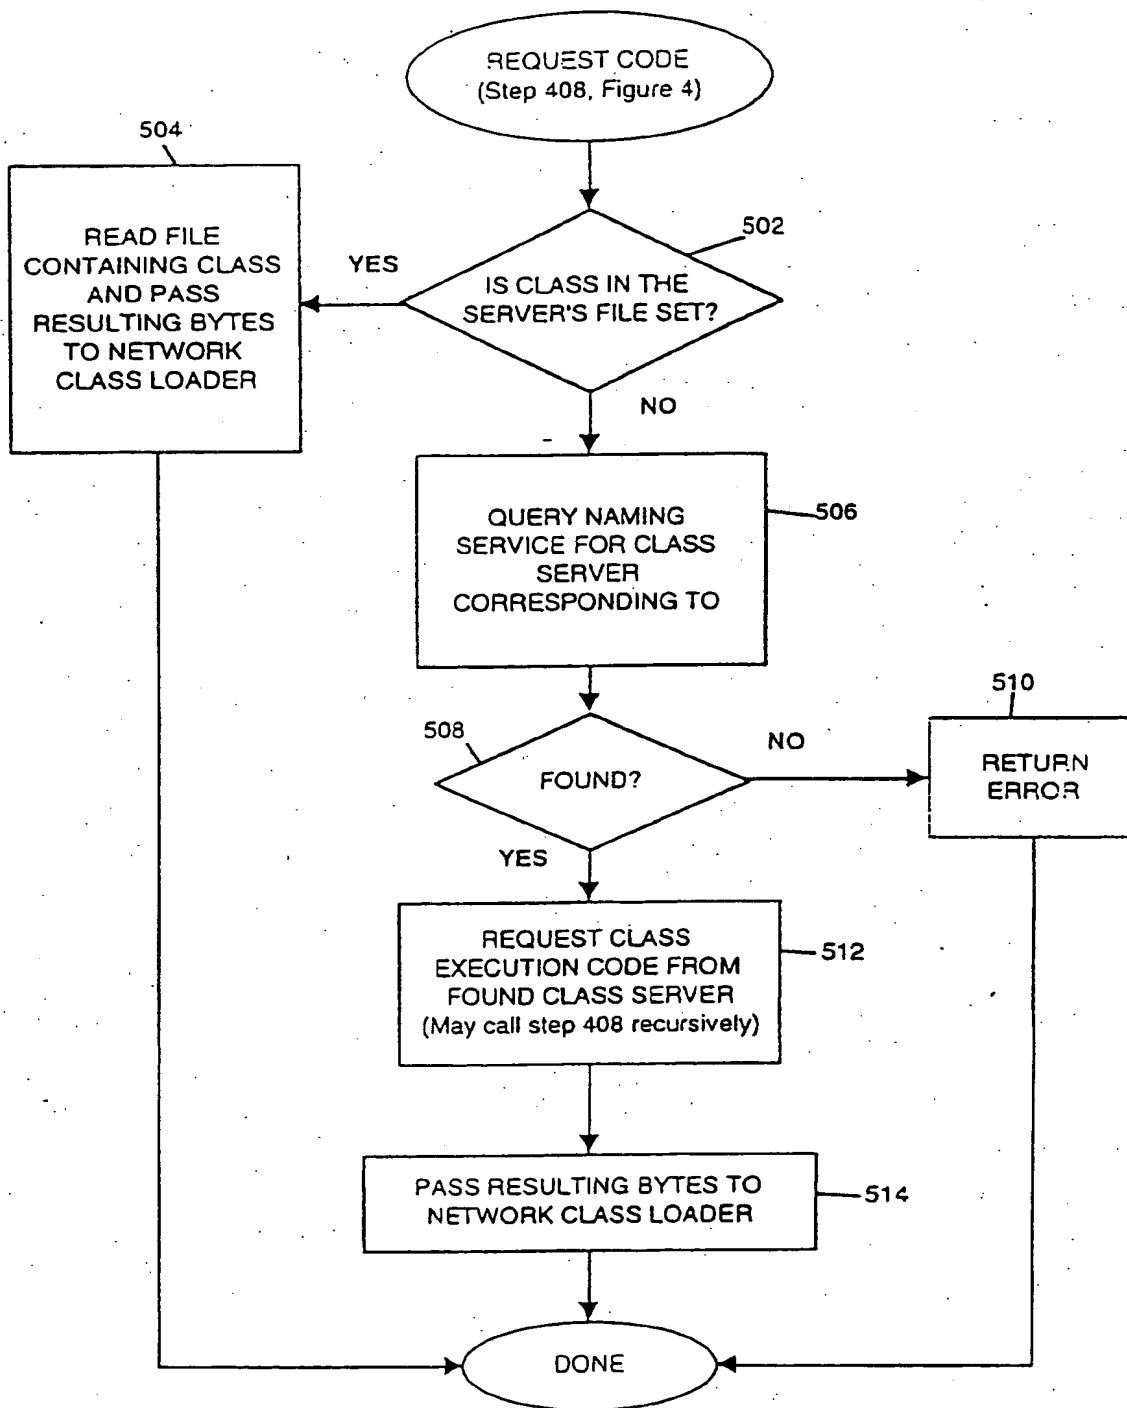 REQUEST CODE
(Step 408, Figure 4)
504
READ FILE
CONTAINING CLASS
AND PASS
RESULTING BYTES
TO NETWORK
CLASS LOADER
YES
502
IS CLASS IN THE
SERVER'S FILE SET?
NO
506
QUERY NAMING
SERVICE FOR CLASS
SERVER
CORRESPONDING TO
508
FOUND?
NO
510
RETURN
ERROR
YES
REQUEST CLASS
EXECUTION CODE FROM
FOUND CLASS SERVER
(May call step 408 recursively)
512
PASS RESULTING BYTES TO
NETWORK CLASS LOADER
514
DONE